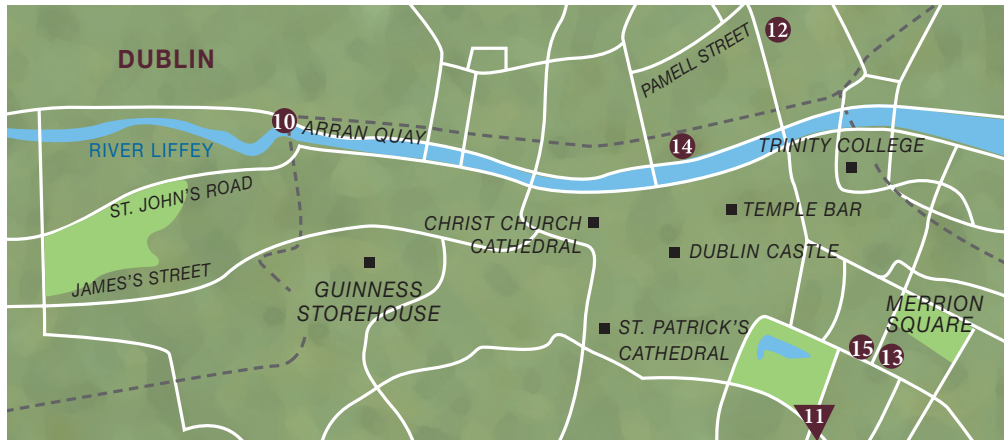 DUBLIN
12
PAMELL STREET
10
ARRAN QUAY
RIVER LIFFEY
14
TRINITY COLLEGE
ST. JOHN'S ROAD
TEMPLE BAR
CHRIST CHURCH
CATHEDRAL
DUBLIN CASTLE
JAMES'S STREET
GUINNESS
STOREHOUSE
MERRION
SQUARE
ST. PATRICK'S
CATHEDRAL
15
13
11